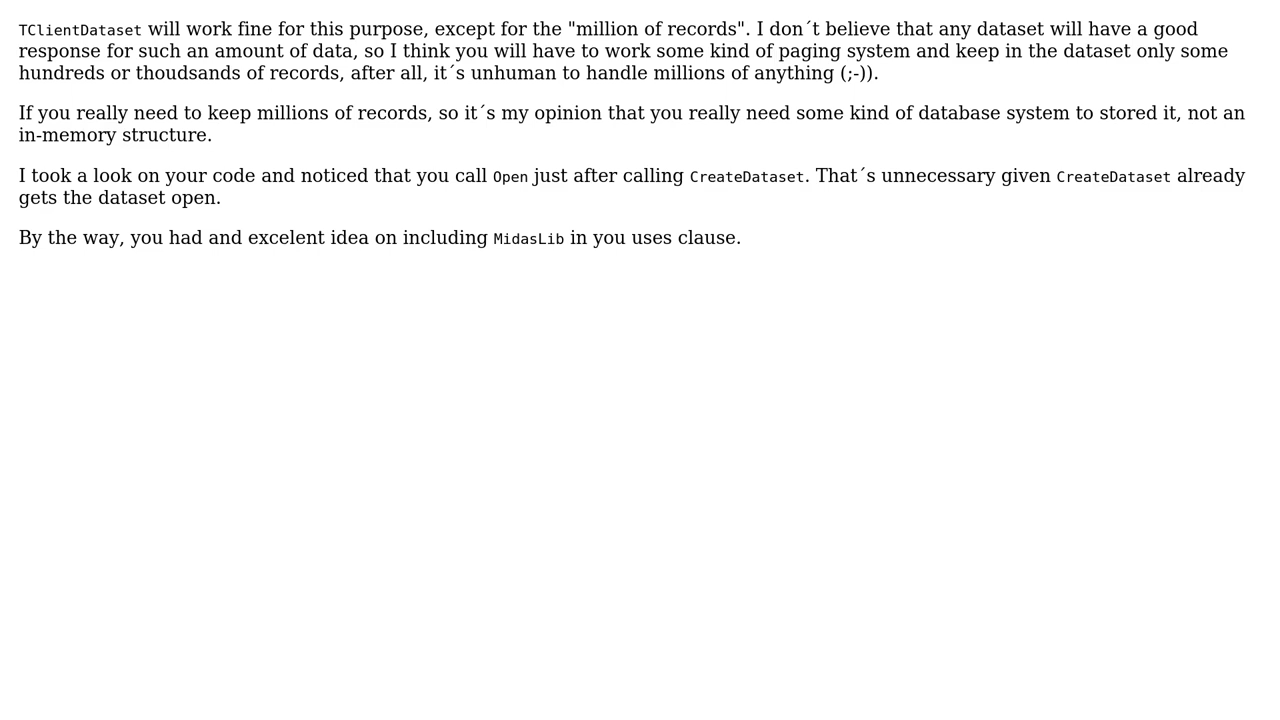 TClientDataset will work fine for this purpose, except for the "million of records". I don´t believe that any dataset will have a good
response for such an amount of data, so I think you will have to work some kind of paging system and keep in the dataset only some
hundreds or thoudsands of records, after all, it´s unhuman to handle millions of anything (;-)).
If you really need to keep millions of records, so it´s my opinion that you really need some kind of database system to stored it, not an
in-memory structure.
I took a look on your code and noticed that you call Open just after calling CreateDataset. That´s unnecessary given CreateDataset already
gets the dataset open.
By the way, you had and excelent idea on including MidasLib in you uses clause.